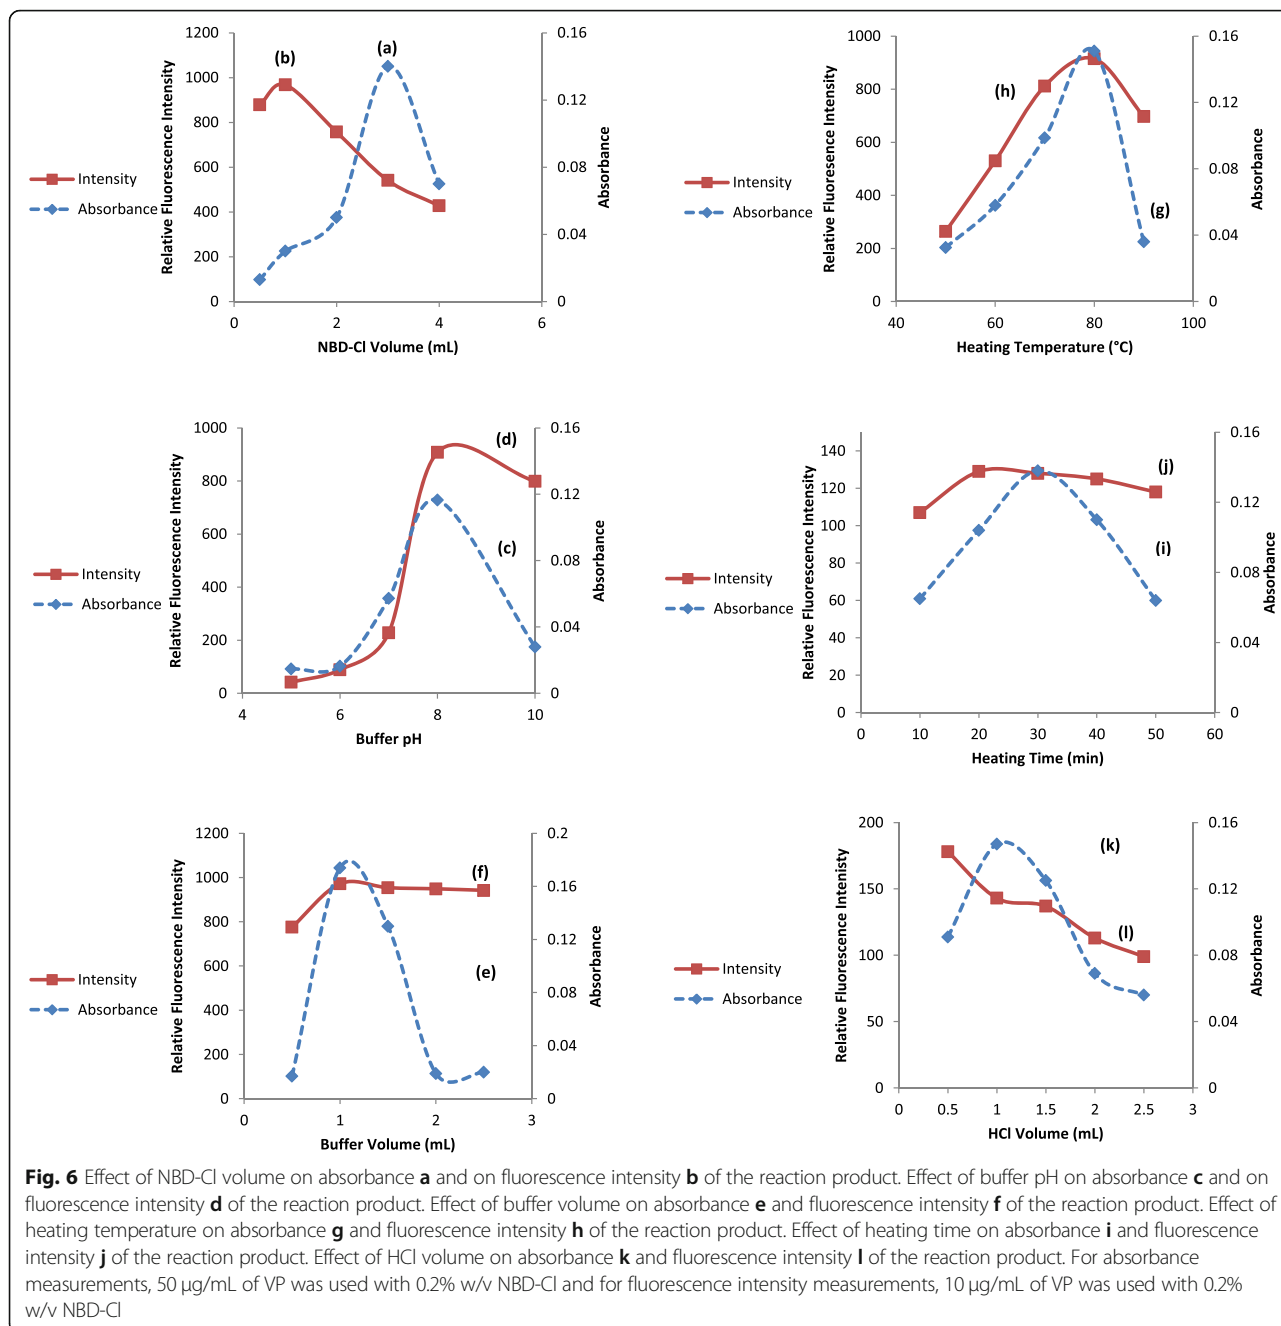 1200
1000
800
600
400
200
0
0
2
4
6
0.16
0.12
0.08
0.04
0
Relative Fluorescence Intensity
Absorbance
NBD-Cl Volume (mL)
(b)
(a)
Intensity
Absorbance
1000
800
600
400
200
0
40
60
80
100
0.16
0.12
0.08
0.04
0
Relative Fluoresence Intensity
Absorbance
Heating Temperature (°C)
(h)
(g)
Intensity
Absorbance
1000
800
600
400
200
0
4
6
8
10
0.16
0.12
0.08
0.04
0
Relative Fluorescence Intensity
Absorbance
Buffer pH
(d)
(c)
Intensity
Absorbance
140
120
100
80
60
40
20
0
0
10
20
30
40
50
60
0.16
0.12
0.08
0.04
0
Relative Fluorescence Intensity
Absorbance
Heating Time (min)
(j)
(i)
Intensity
Absorbance
1200
1000
800
600
400
200
0
0
1
2
3
0.2
0.16
0.12
0.08
0.04
0
Relative Fluorescence Intensity
Absorbance
Buffer Volume (mL)
(f)
(e)
Intensity
Absorbance
200
150
100
50
0
0
0.5
1
1.5
2
2.5
3
0.16
0.12
0.08
0.04
0
Relative Fluorescence Intenisty
Absorbance
HCl Volume (mL)
(k)
(l)
Intensity
Absorbance
Fig. 6 Effect of NBD-Cl volume on absorbance a and on fluorescence intensity b of the reaction product. Effect of buffer pH on absorbance c and on
fluorescence intensity d of the reaction product. Effect of buffer volume on absorbance e and fluorescence intensity f of the reaction product. Effect of
heating temperature on absorbance g and fluorescence intensity h of the reaction product. Effect of heating time on absorbance i and fluorescence
intensity j of the reaction product. Effect of HCl volume on absorbance k and fluorescence intensity l of the reaction product. For absorbance
measurements, 50 μg/mL of VP was used with 0.2% w/v NBD-Cl and for fluorescence intensity measurements, 10 μg/mL of VP was used with 0.2%
w/v NBD-Cl